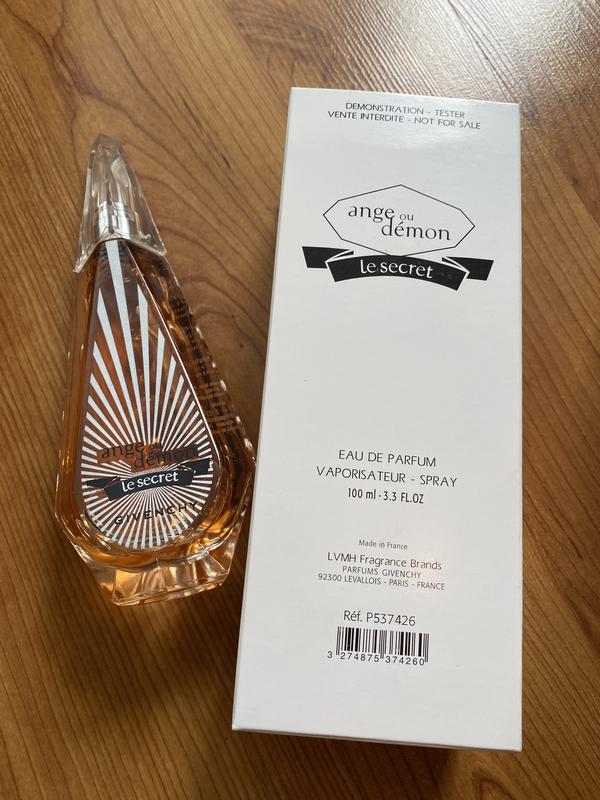 DEMONSTRATION - TESTER
VENTE INTERDITE - NOT FOR SALE
ange ou
démon
le secret
EAU DE PARFUM
VAPORISATEUR - SPRAY
100 ml - 3.3 FL.OZ
Made in France
LVMH Fragrance Brands
PARFUMS GIVENCHY
92300 LEVALLOIS - PARIS - FRANCE
Réf. P537426
3 274875 374260
ange ou
démon
le secret
GIVENCHY